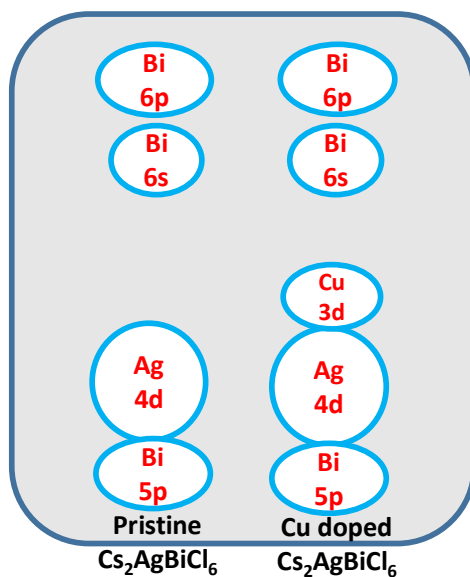 Bi
6p
Bi
6s
Ag
4d
Bi
5p
Pristine
Cs₂AgBiCl₆
Bi
6p
Bi
6s
Cu
3d
Ag
4d
Bi
5p
Cu doped
Cs₂AgBiCl₆